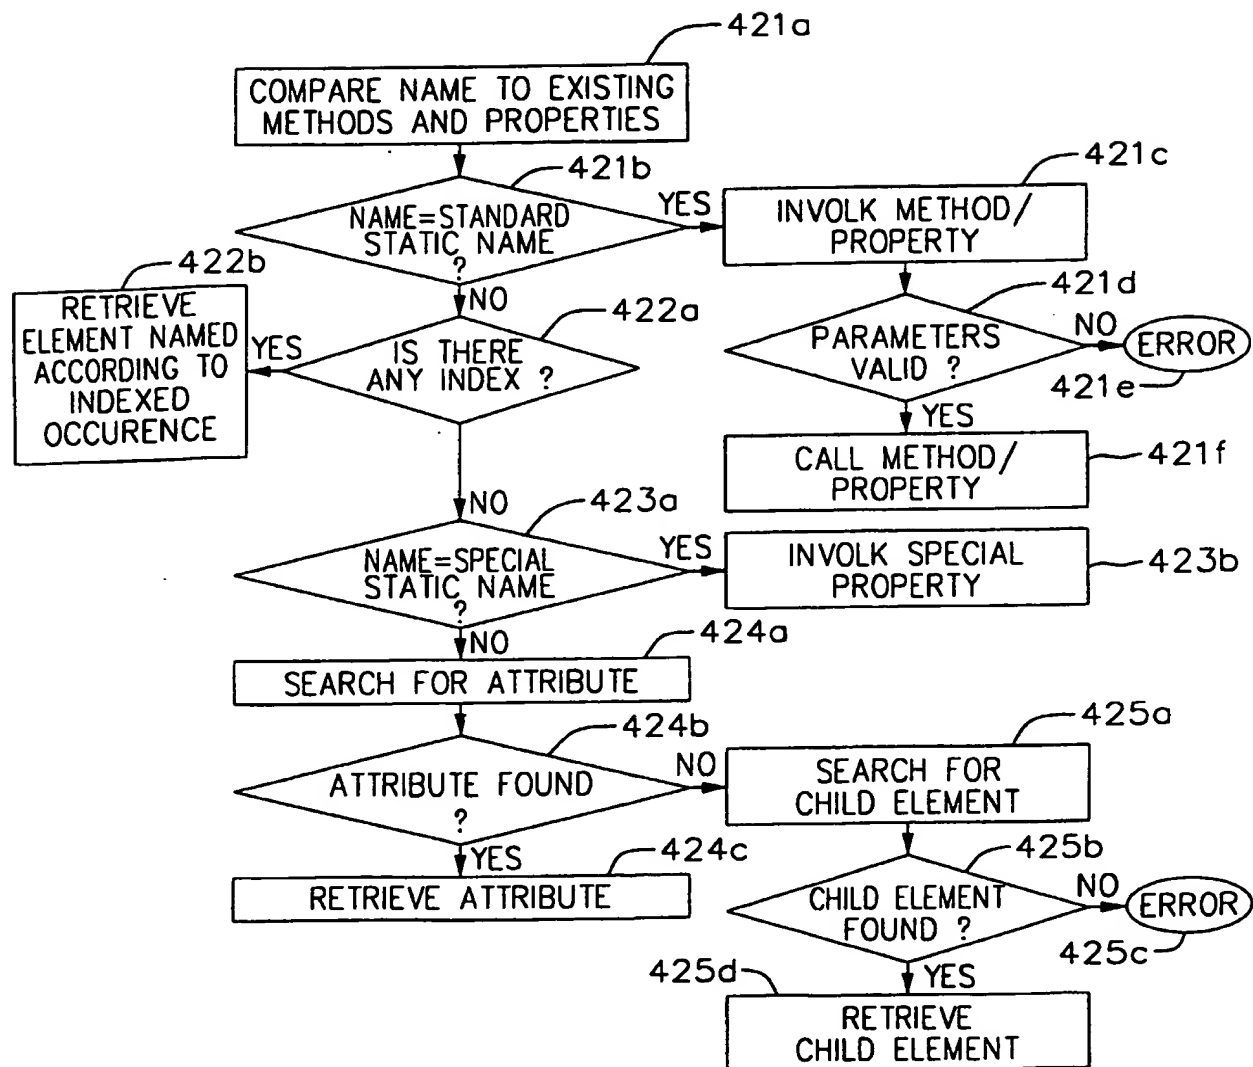 421a
COMPARE NAME TO EXISTING
METHODS AND PROPERTIES
421b
NAME=STANDARD
STATIC NAME
?
YES
421c
INVOLK METHOD/
PROPERTY
422b
RETRIEVE
ELEMENT NAMED
ACCORDING TO
INDEXED
OCCURENCE
YES
NO
422a
IS THERE
ANY INDEX ?
421d
PARAMETERS
VALID ?
NO
ERROR
421e
YES
CALL METHOD/
PROPERTY
421f
NO
423a
NAME=SPECIAL
STATIC NAME
?
YES
INVOLK SPECIAL
PROPERTY
423b
NO
424a
SEARCH FOR ATTRIBUTE
424b
ATTRIBUTE FOUND
?
NO
425a
SEARCH FOR
CHILD ELEMENT
YES
424c
RETRIEVE ATTRIBUTE
425b
CHILD ELEMENT
FOUND ?
NO
ERROR
425c
YES
425d
RETRIEVE
CHILD ELEMENT